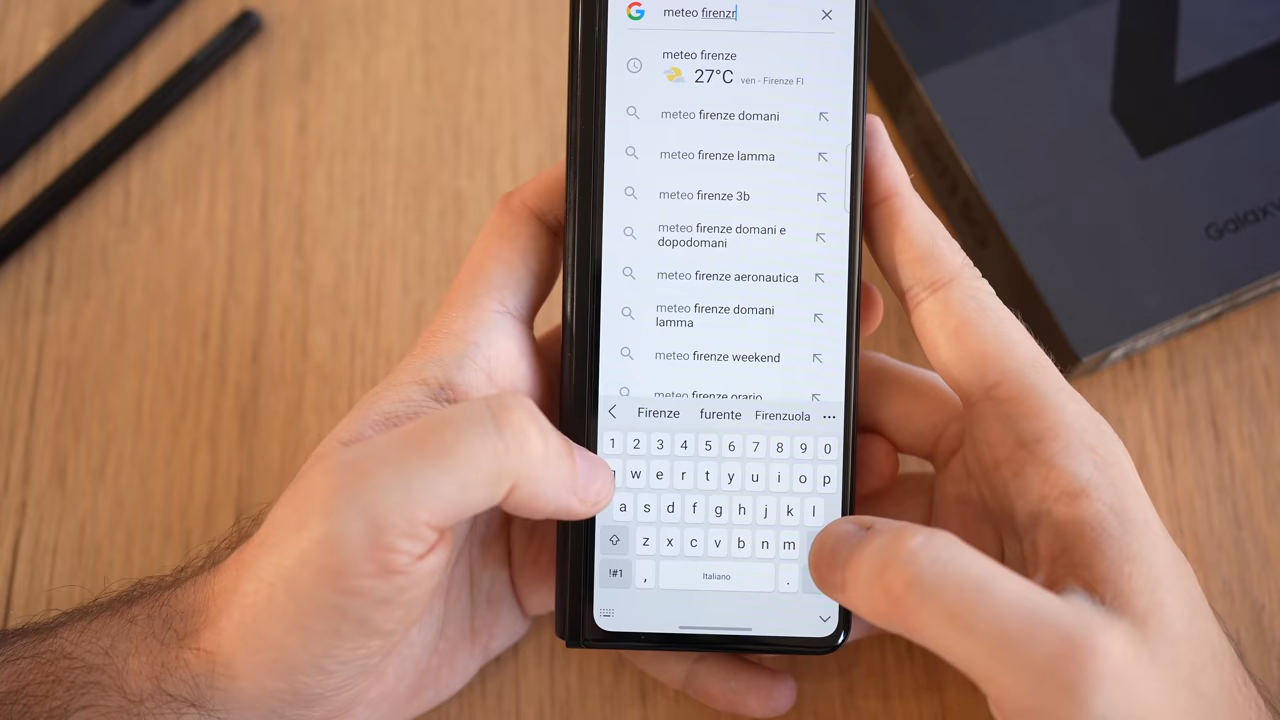 meteo firenzr
meteo firenze
27°C ven - Firenze FI
meteo firenze domani
meteo firenze lamma
meteo firenze 3b
meteo firenze domani e
dopodomani
meteo firenze aeronautica
meteo firenze domani
lamma
meteo firenze weekend
meteo firenze orario
Firenze furente Firenzuola
1 2 3 4 5 6 7 8 9 0
w e r t y u i o p
a s d f g h j k l
z x c v b n m
!#1 , Italiano .
Galaxy